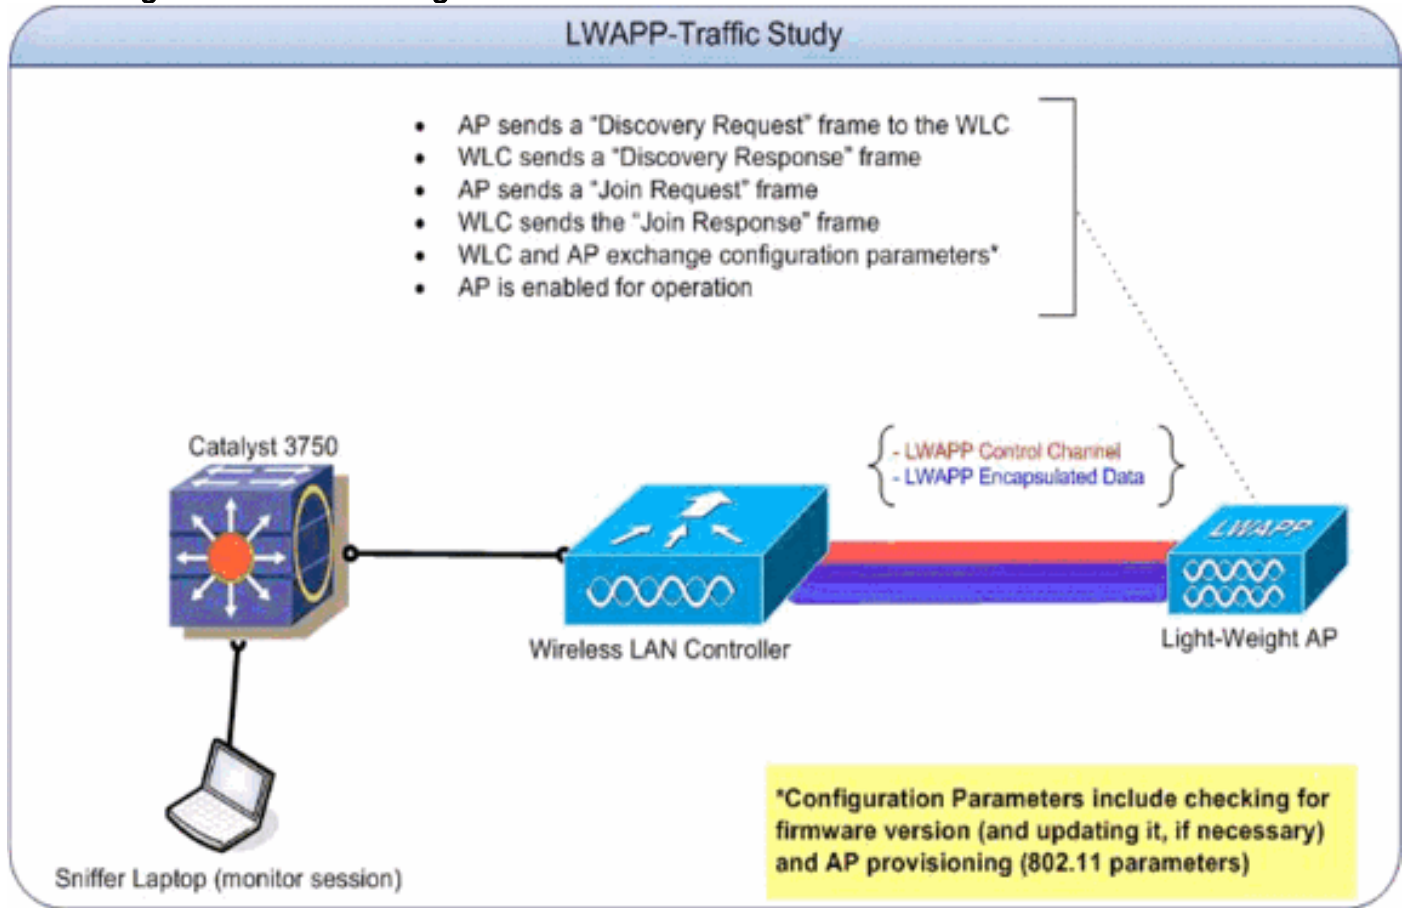 LWAPP-Traffic Study
• AP sends a “Discovery Request” frame to the WLC
• WLC sends a “Discovery Response” frame
• AP sends a “Join Request” frame
• WLC sends the “Join Response” frame
• WLC and AP exchange configuration parameters*
• AP is enabled for operation
Catalyst 3750
- LWAPP Control Channel
- LWAPP Encapsulated Data
LWAPP
Wireless LAN Controller
Light-Weight AP
*Configuration Parameters include checking for
firmware version (and updating it, if necessary)
and AP provisioning (802.11 parameters)
Sniffer Laptop (monitor session)